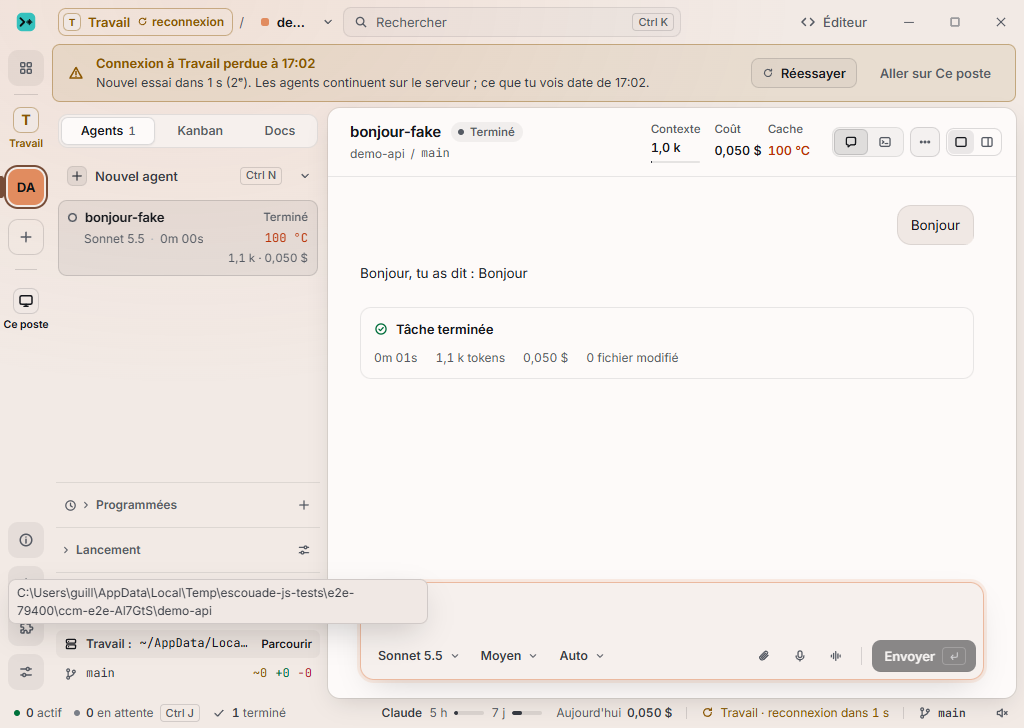 T Travail reconnexion / de... Rechercher Ctrl K Éditeur
Connexion à Travail perdue à 17:02
Nouvel essai dans 1 s (2ᵉ). Les agents continuent sur le serveur ; ce que tu vois date de 17:02.
Réessayer
Aller sur Ce poste
T
Travail
DA
Ce poste
Agents 1 Kanban Docs
Nouvel agent Ctrl N
bonjour-fake Terminé
Sonnet 5.5 · 0m 00s 100 °C
1,1 k · 0,050 $
Programmées
Lancement
C:\Users\guill\AppData\Local\Temp\escouade-js-tests\e2e-
79400\ccm-e2e-Al7GtS\demo-api
Travail : ~/AppData/Loca… Parcourir
main ~0 +0 -0
bonjour-fake Terminé
demo-api / main
Contexte Coût Cache
1,0 k 0,050 $ 100 °C
Bonjour
Bonjour, tu as dit : Bonjour
Tâche terminée
0m 01s 1,1 k tokens 0,050 $ 0 fichier modifié
Sonnet 5.5 Moyen Auto Envoyer
0 actif 0 en attente Ctrl J 1 terminé Claude 5 h 7 j Aujourd'hui 0,050 $ Travail · reconnexion dans 1 s main